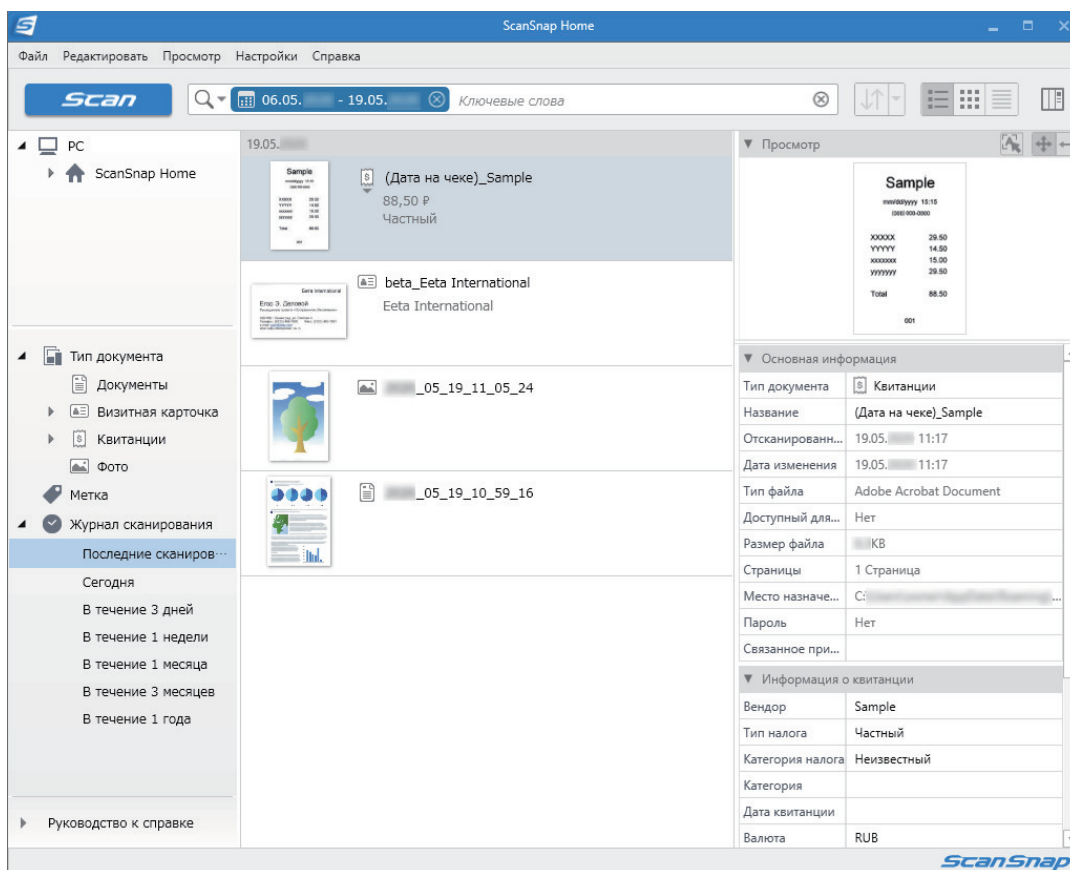 ScanSnap Home
Файл Редактировать Просмотр Настройки Справка
Scan
06.05. - 19.05. Ключевые слова
PC
ScanSnap Home
Тип документа
Документы
Визитная карточка
Квитанции
Фото
Метка
Журнал сканирования
Последние сканиров...
Сегодня
В течение 3 дней
В течение 1 недели
В течение 1 месяца
В течение 3 месяцев
В течение 1 года
Руководство к справке
19.05.
Sample
(Дата на чеке)_Sample
88,50 ₽
Частный
Eeta International
beta_Eeta International
Eeta International
_05_19_11_05_24
_05_19_10_59_16
Просмотр
Sample
mm/dd/yyyy 15:15
(000) 000-0000
XXXXX 29.50
YYYYY 14.50
xxxxxxx 15.00
yyyyyyy 29.50
Total 88.50
001
Основная информация
Тип документа Квитанции
Название (Дата на чеке)_Sample
Отсканированн... 19.05. 11:17
Дата изменения 19.05. 11:17
Тип файла Adobe Acrobat Document
Доступный для... Нет
Размер файла KB
Страницы 1 Страница
Место назначе... C: ...
Пароль Нет
Связанное при...
Информация о квитанции
Вендор Sample
Тип налога Частный
Категория налога Неизвестный
Категория
Дата квитанции
Валюта RUB
ScanSnap